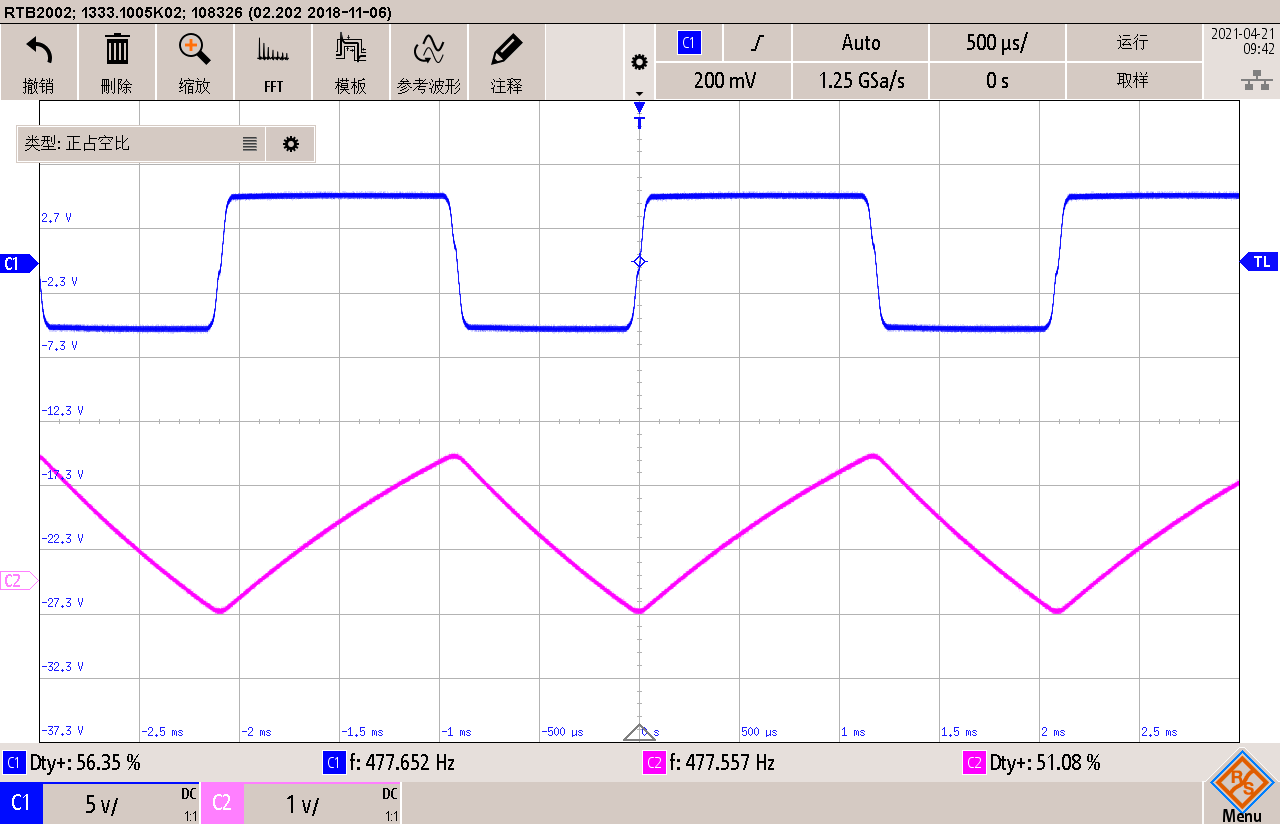 RTB2002; 1333.1005K02; 108326 (02.202 2018-11-06)
撤销 删除 缩放 FFT 模板 参考波形 注释
C1 Auto 500 µs/ 运行
200 mV 1.25 GSa/s 0 s 取样
2021-04-21
09:42
T
类型: 正占空比
2.7 V
C1
TL
-2.3 V
-7.3 V
-12.3 V
-17.3 V
-22.3 V
C2
-27.3 V
-32.3 V
-37.3 V
-2.5 ms -2 ms -1.5 ms -1 ms -500 µs 0 s 500 µs 1 ms 1.5 ms 2 ms 2.5 ms
C1 Dty+: 56.35 % C1 f: 477.652 Hz C2 f: 477.557 Hz C2 Dty+: 51.08 %
C1 5 V/ DC 1:1 C2 1 V/ DC 1:1
R S
Menu